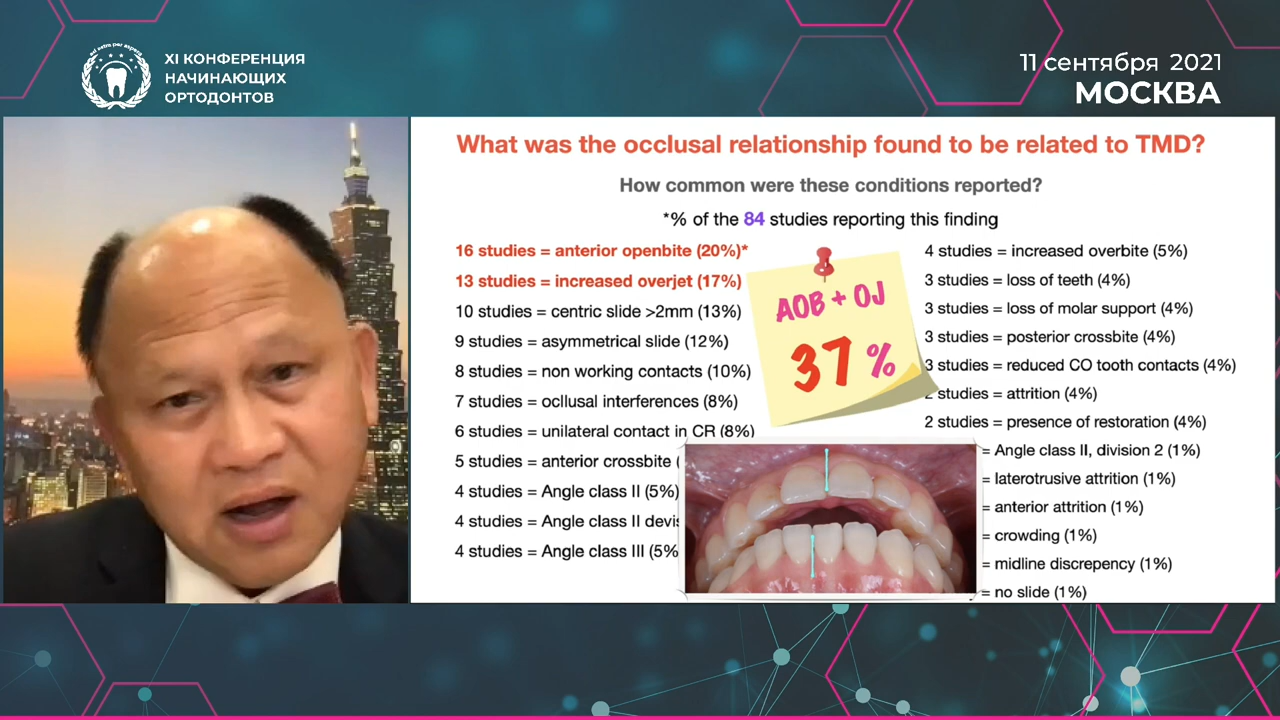 ad astra per aspera
XI КОНФЕРЕНЦИЯ
НАЧИНАЮЩИХ
ОРТОДОНТОВ
11 сентября 2021
МОСКВА
What was the occlusal relationship found to be related to TMD?
How common were these conditions reported?
*% of the 84 studies reporting this finding
16 studies = anterior openbite (20%)*
13 studies = increased overjet (17%)
10 studies = centric slide >2mm (13%)
9 studies = asymmetrical slide (12%)
8 studies = non working contacts (10%)
7 studies = ocllusal interferences (8%)
6 studies = unilateral contact in CR (8%)
5 studies = anterior crossbite (
4 studies = Angle class II (5%)
4 studies = Angle class II devis
4 studies = Angle class III (5%
AOB + OJ
37 %
4 studies = increased overbite (5%)
3 studies = loss of teeth (4%)
3 studies = loss of molar support (4%)
3 studies = posterior crossbite (4%)
3 studies = reduced CO tooth contacts (4%)
2 studies = attrition (4%)
2 studies = presence of restoration (4%)
= Angle class II, division 2 (1%)
= laterotrusive attrition (1%)
= anterior attrition (1%)
= crowding (1%)
= midline discrepency (1%)
= no slide (1%)